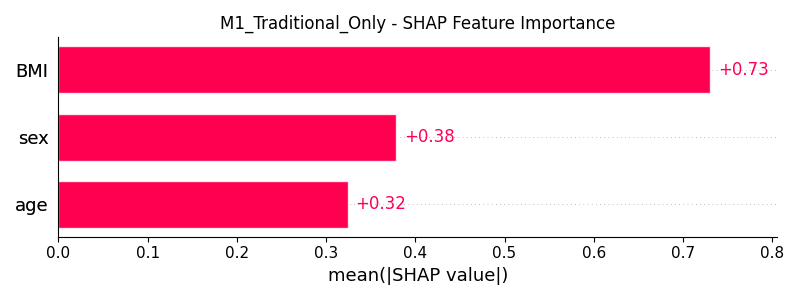 M1_Traditional_Only - SHAP Feature Importance
BMI
+0.73
sex
+0.38
age
+0.32
0.0 0.1 0.2 0.3 0.4 0.5 0.6 0.7 0.8
mean(|SHAP value|)